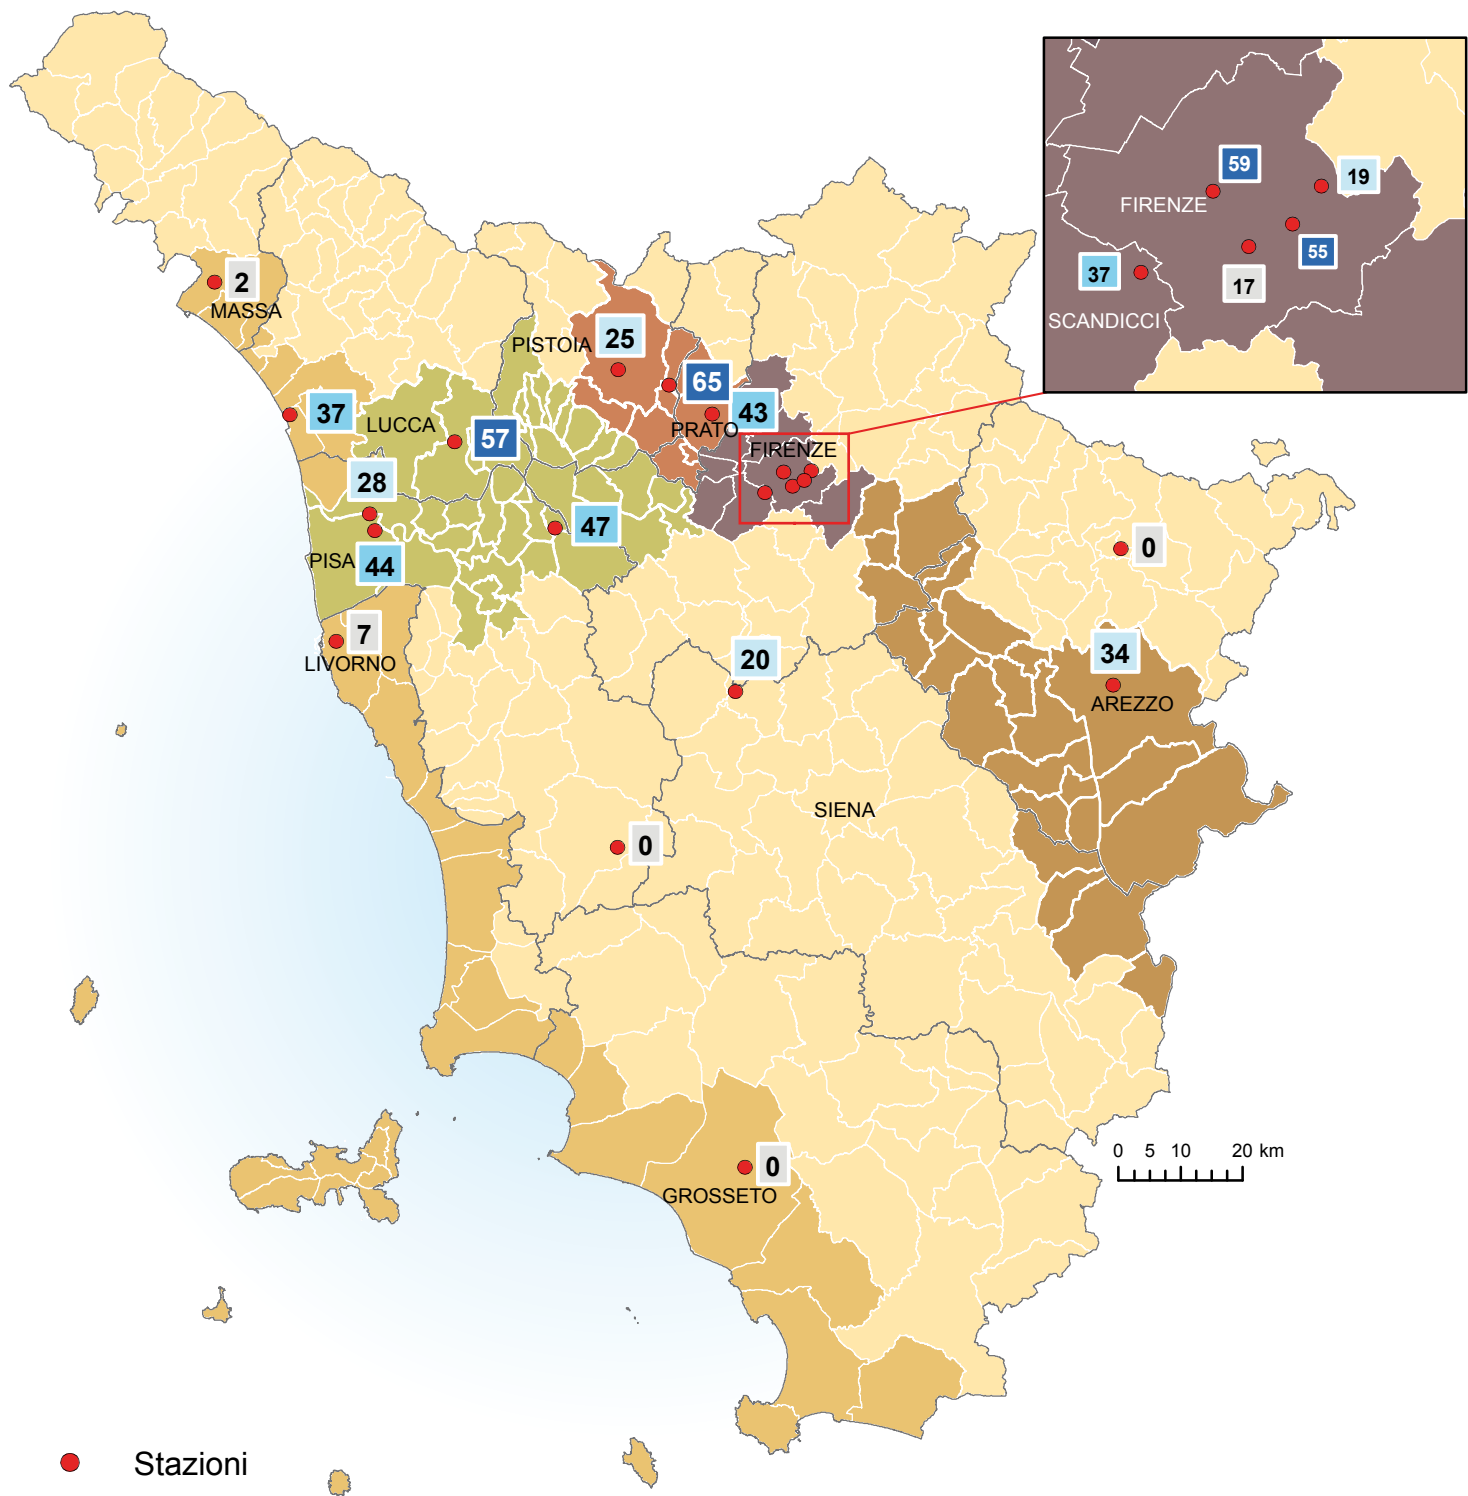 59
19
FIRENZE
55
37
17
SCANDICCI
2
MASSA
PISTOIA
25
65
37
43
LUCCA
PRATO
57
FIRENZE
28
47
0
PISA
44
7
LIVORNO
20
34
AREZZO
SIENA
0
0 5 10 20 km
0
GROSSETO
Stazioni